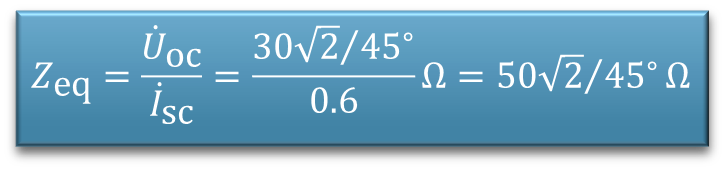 Z_eq = U̇_oc / İ_sc = 30√2/45° / 0.6 Ω = 50√2/45° Ω